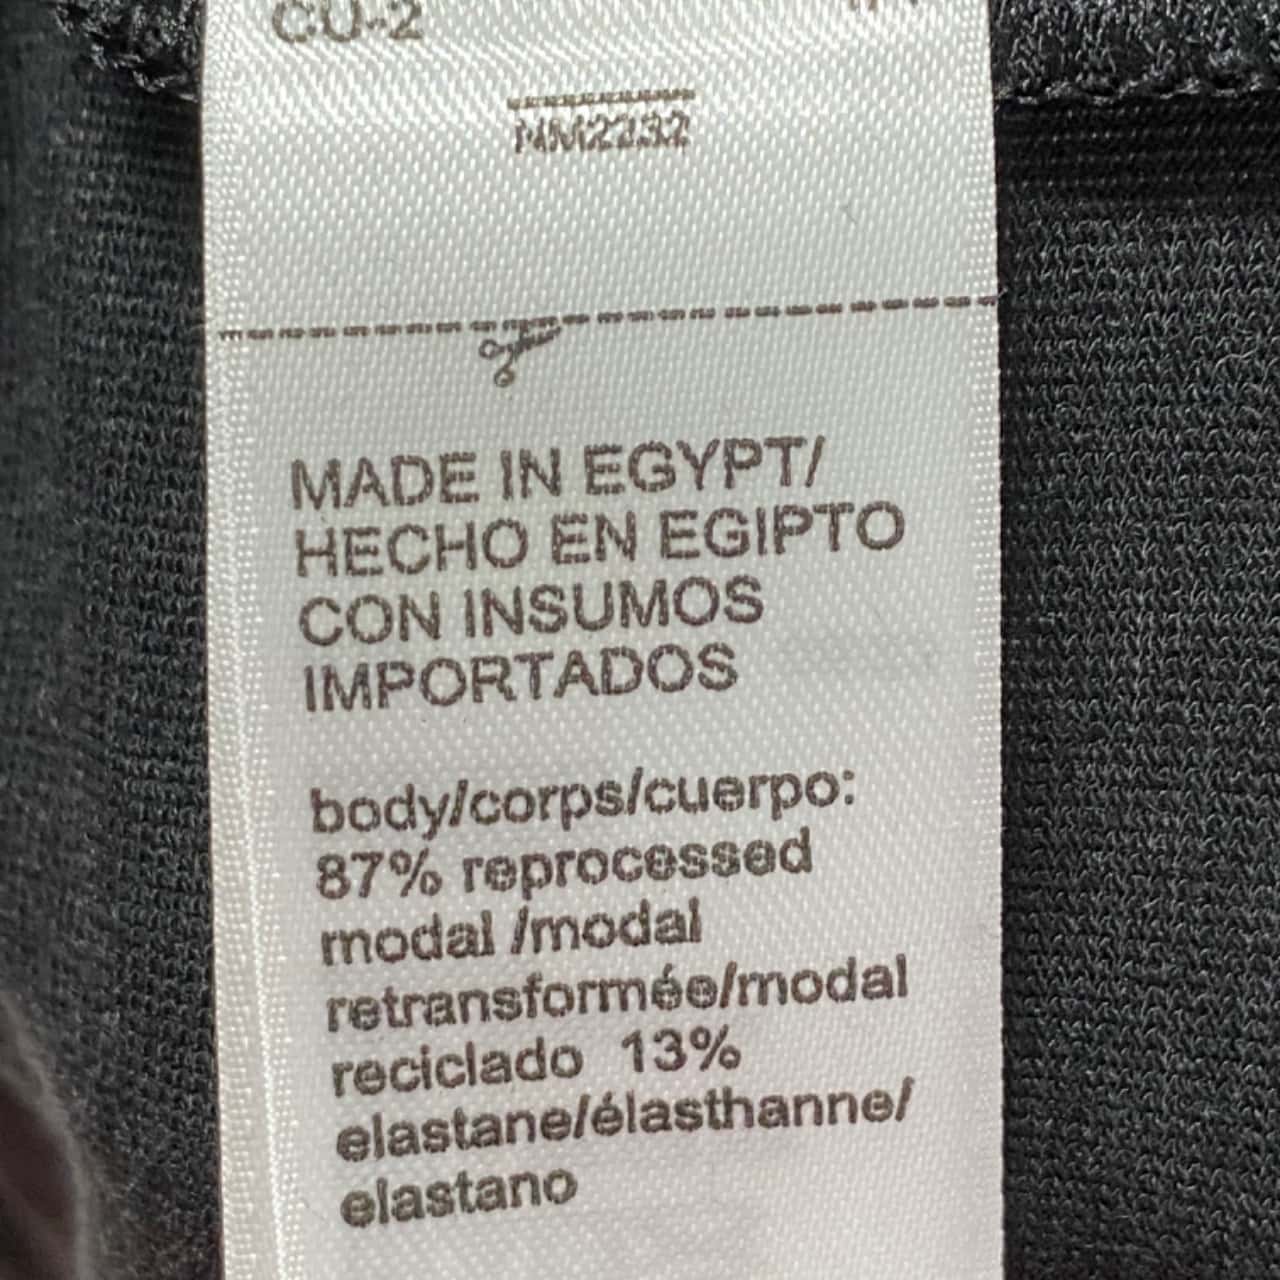 CU-2
NM2232
MADE IN EGYPT/
HECHO EN EGIPTO
CON INSUMOS
IMPORTADOS
body/corps/cuerpo:
87% reprocessed
modal /modal
retransformée/modal
reciclado 13%
elastane/élasthanne/
elastano